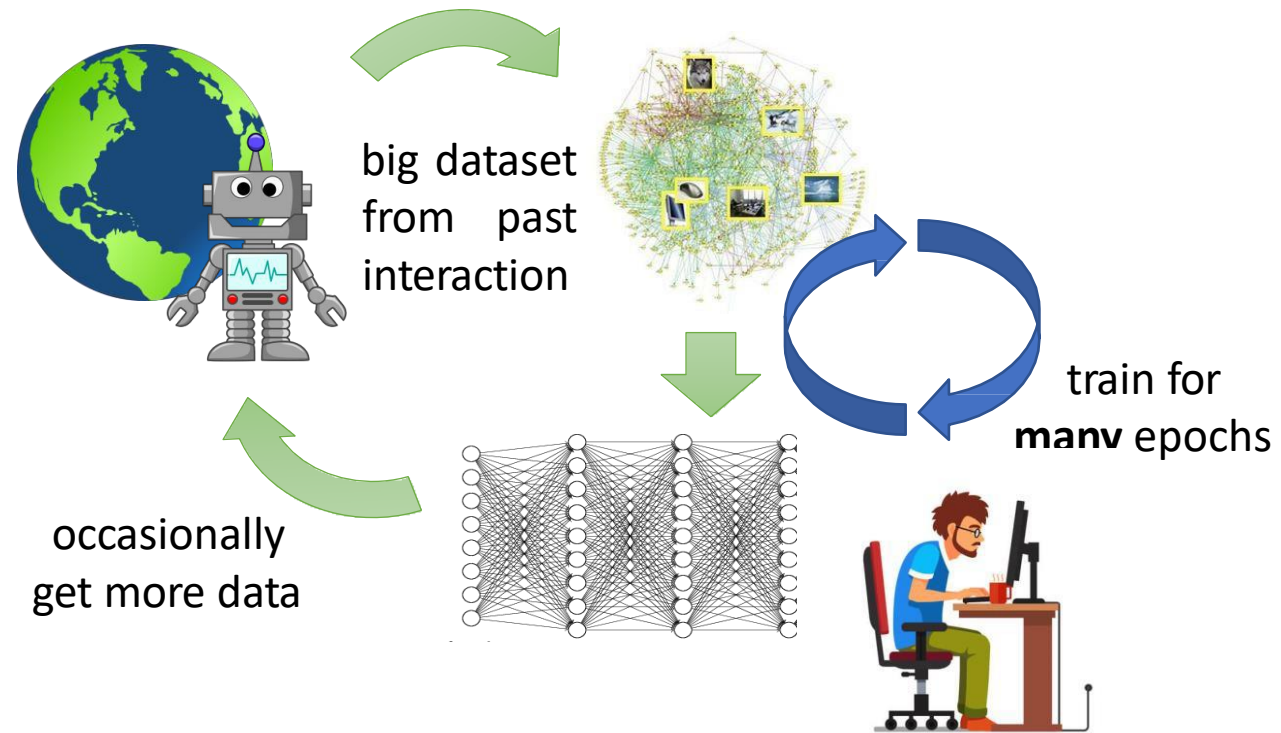 big dataset
from past
interaction
train for
many epochs
occasionally
get more data